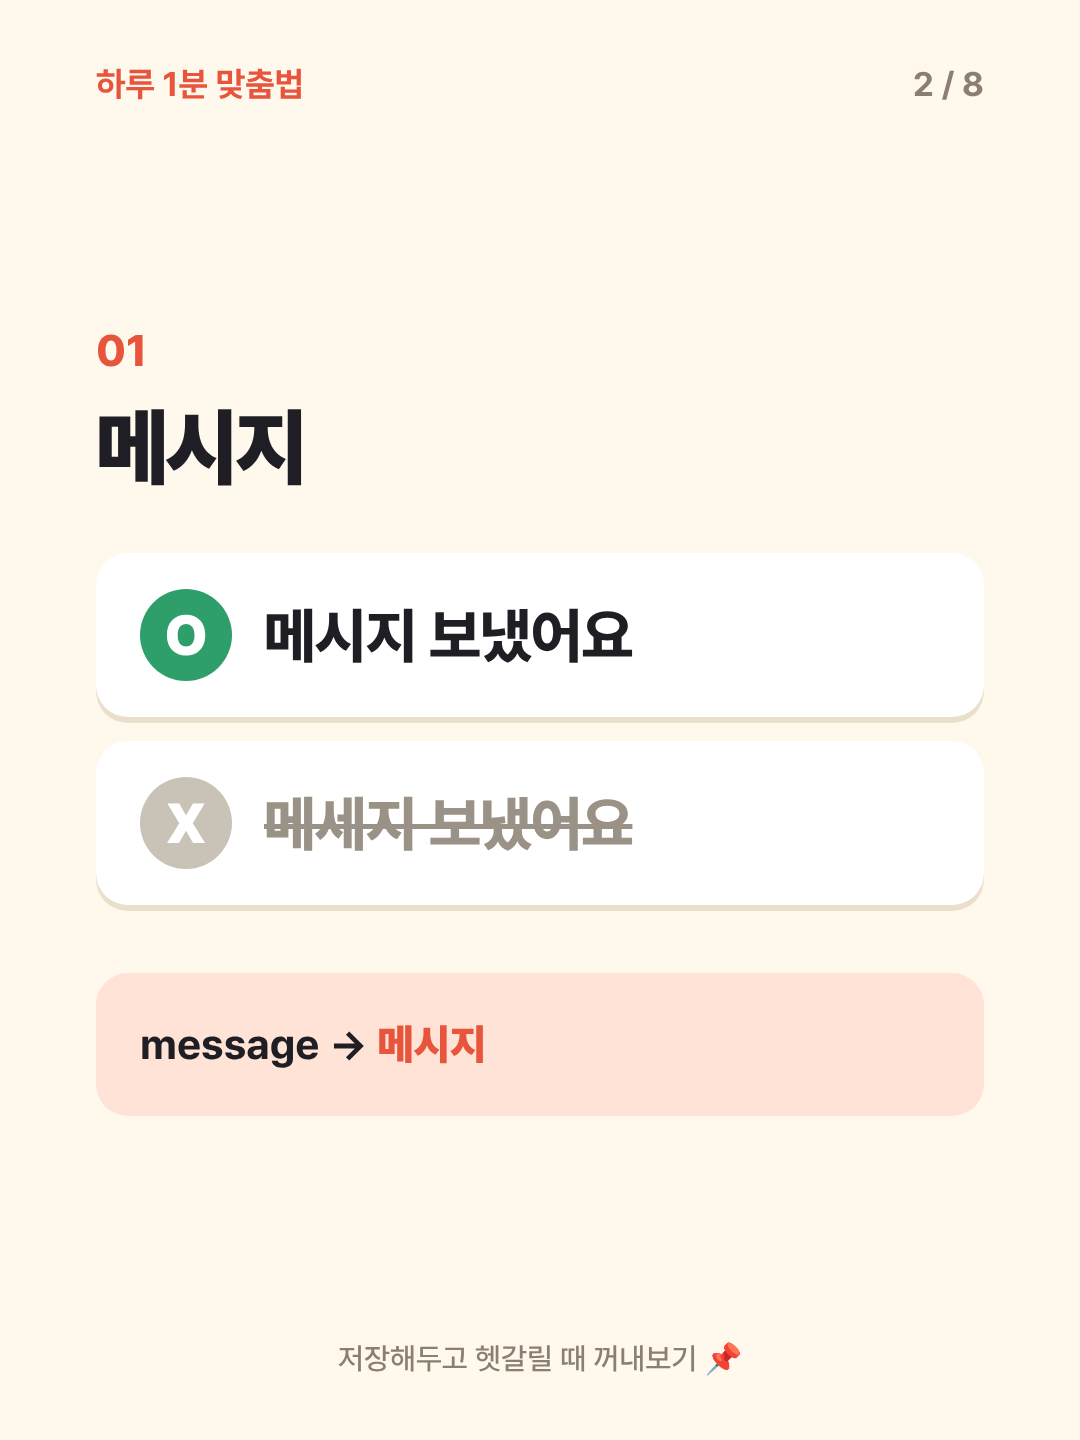 하루 1분 맞춤법
2 / 8
01
메시지
O 메시지 보냈어요
X 메세지 보냈어요
message → 메시지
저장해두고 헷갈릴 때 꺼내보기 📌